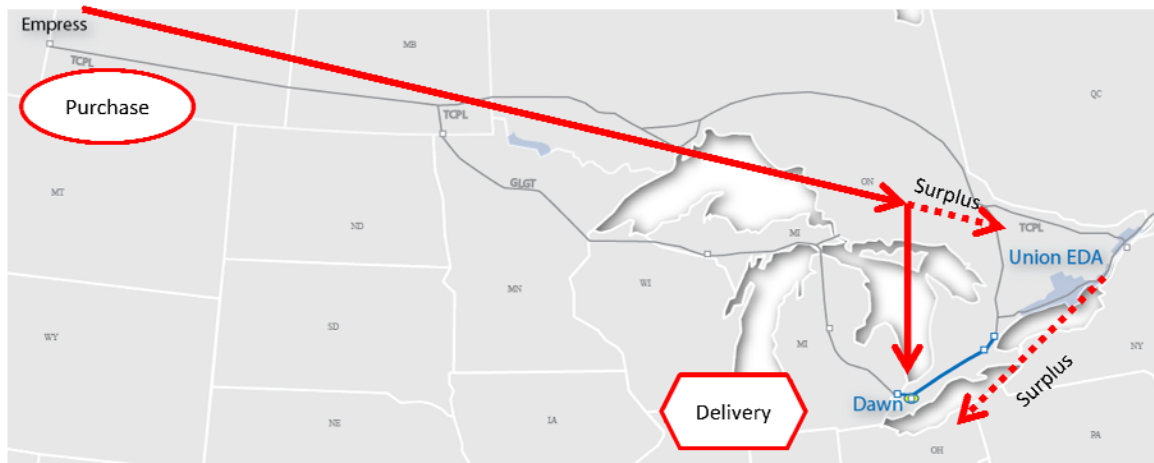 Empress
MB
TCPL
Purchase
TCPL
QC
MT
GLGT
ON
Surplus
ND
MI
TCPL
Union EDA
MN
WI
SD
WY
MI
NY
Surplus
Delivery
Dawn
NE
IA
PA
OH